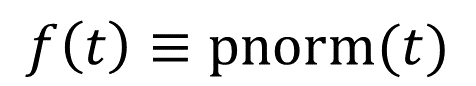 f(t) ≡ pnorm(t)